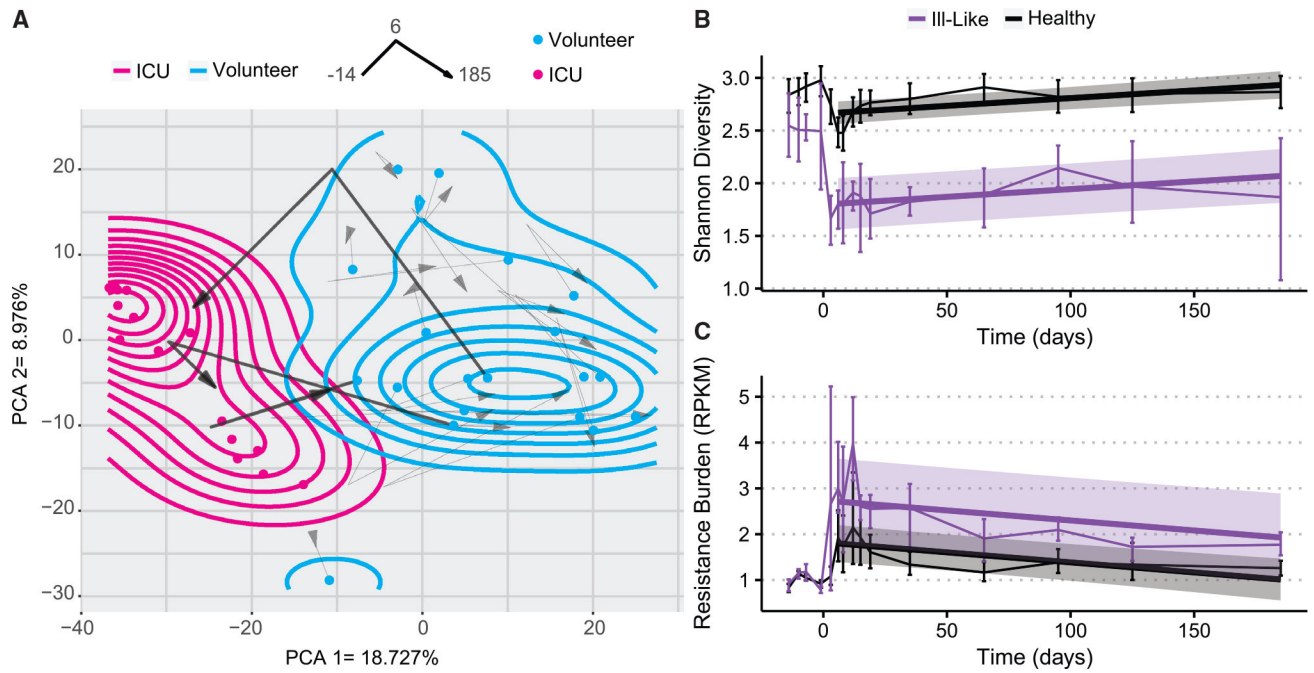 A
6
-14
185
ICU
Volunteer
Volunteer
ICU
PCA 2= 8.976%
20
10
0
−10
−20
−30
−40
−20
0
20
PCA 1= 18.727%
B
Ill-Like
Healthy
Shannon Diversity
3.0
2.5
2.0
1.5
1.0
0
50
100
150
Time (days)
C
Resistance Burden (RPKM)
5
4
3
2
1
0
50
100
150
Time (days)